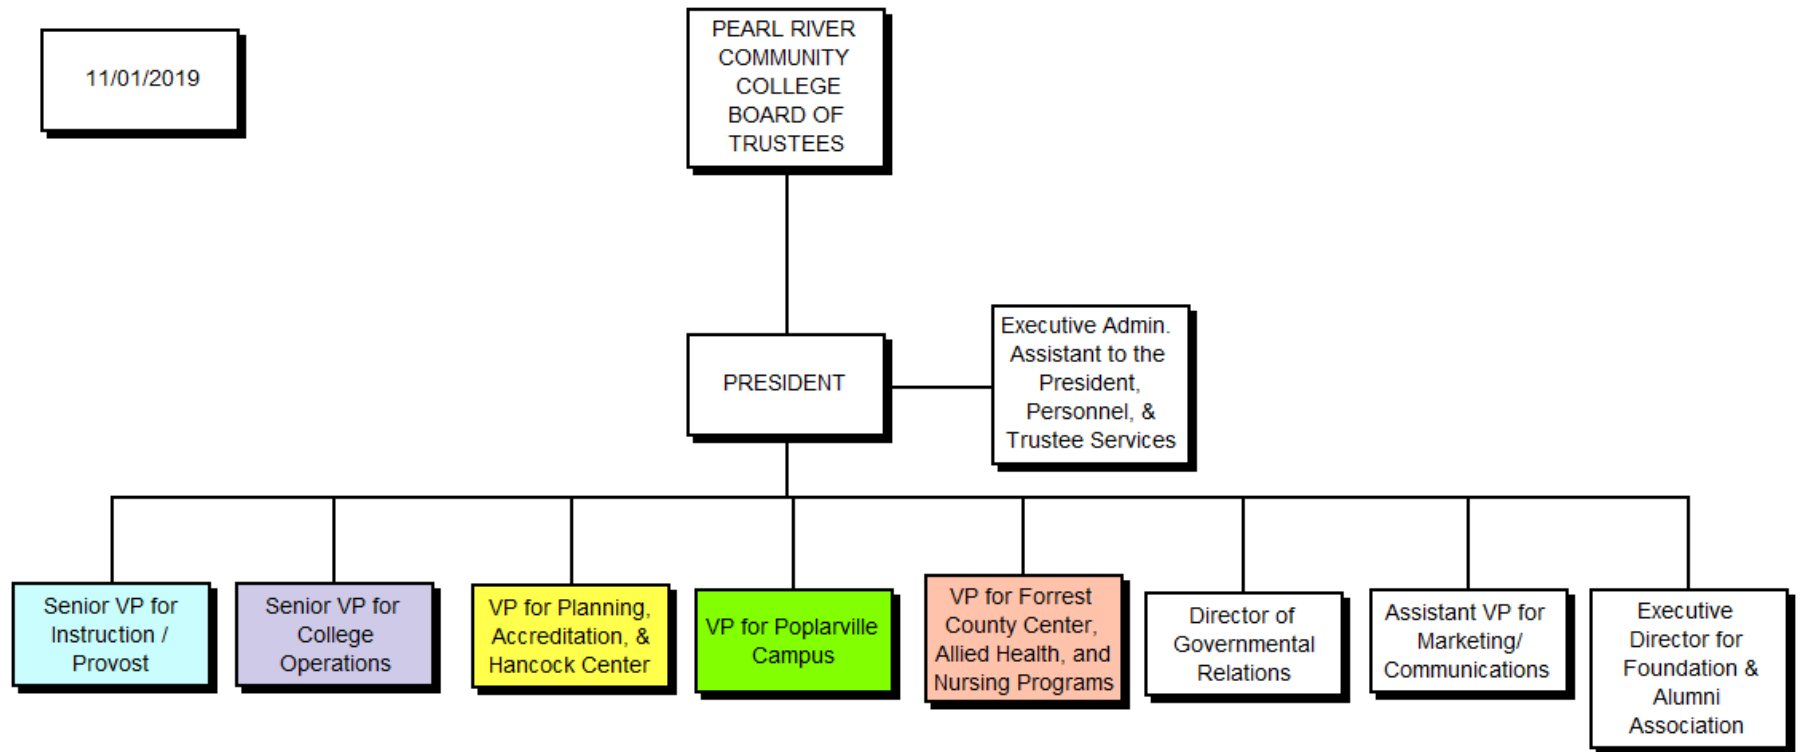 11/01/2019
PEARL RIVER
COMMUNITY
COLLEGE
BOARD OF
TRUSTEES
PRESIDENT
Executive Admin.
Assistant to the
President,
Personnel, &
Trustee Services
Senior VP for
Instruction /
Provost
Senior VP for
College
Operations
VP for Planning,
Accreditation, &
Hancock Center
VP for Poplarville
Campus
VP for Forrest
County Center,
Allied Health, and
Nursing Programs
Director of
Governmental
Relations
Assistant VP for
Marketing/
Communications
Executive
Director for
Foundation &
Alumni
Association